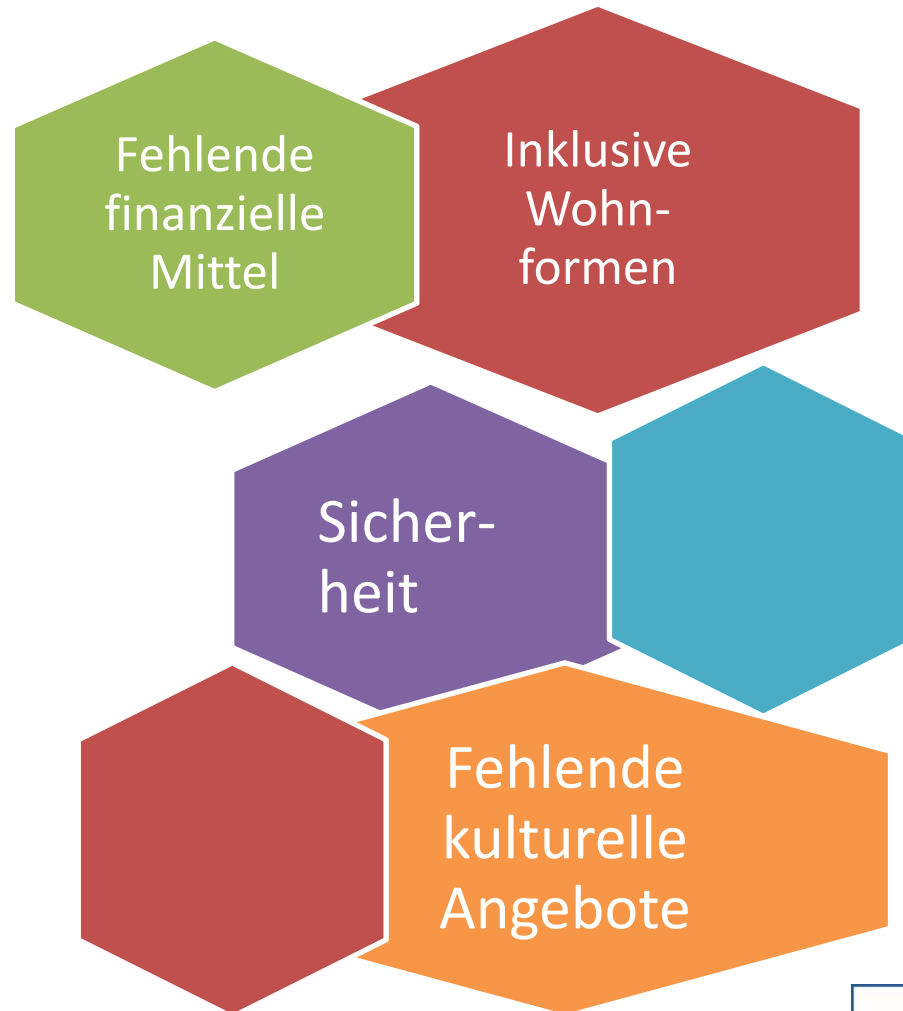 Fehlende
finanzielle
Mittel
Inklusive
Wohn-
formen
Sicher-
heit
Fehlende
kulturelle
Angebote